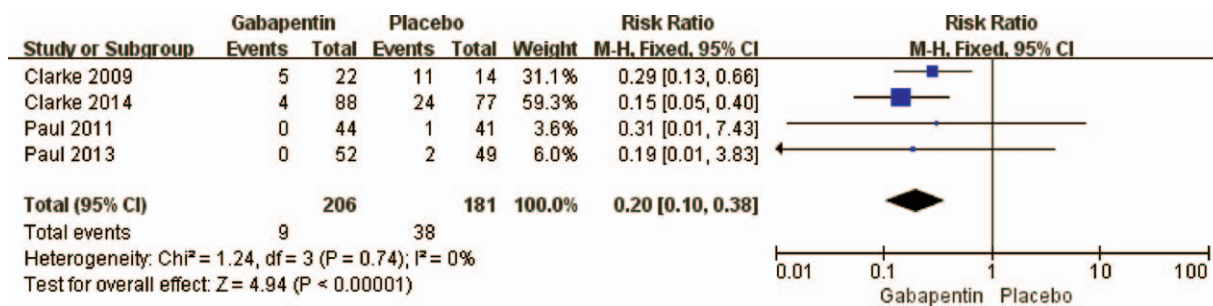 Gabapentin Placebo Risk Ratio Risk Ratio
Study or Subgroup Events Total Events Total Weight M-H, Fixed, 95% CI M-H, Fixed, 95% CI
Clarke 2009 5 22 11 14 31.1% 0.29 [0.13, 0.66]
Clarke 2014 4 88 24 77 59.3% 0.15 [0.05, 0.40]
Paul 2011 0 44 1 41 3.6% 0.31 [0.01, 7.43]
Paul 2013 0 52 2 49 6.0% 0.19 [0.01, 3.83]
Total (95% CI) 206 181 100.0% 0.20 [0.10, 0.38]
Total events 9 38
Heterogeneity: Chi² = 1.24, df = 3 (P = 0.74); I² = 0%
Test for overall effect: Z = 4.94 (P < 0.00001)
0.01 0.1 1 10 100
Gabapentin Placebo